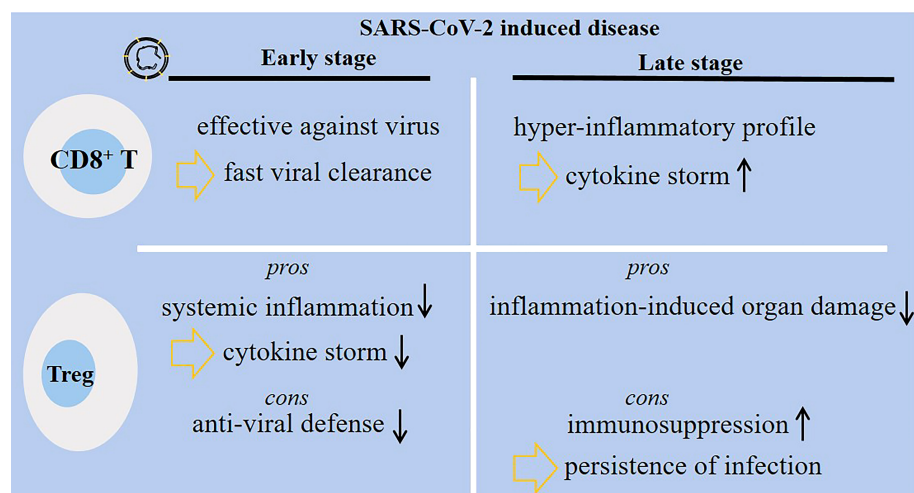 SARS-CoV-2 induced disease
Early stage
Late stage
CD8⁺ T
effective against virus
fast viral clearance
hyper-inflammatory profile
cytokine storm ↑
Treg
pros
systemic inflammation ↓
cytokine storm ↓
cons
anti-viral defense ↓
pros
inflammation-induced organ damage ↓
cons
immunosuppression ↑
persistence of infection